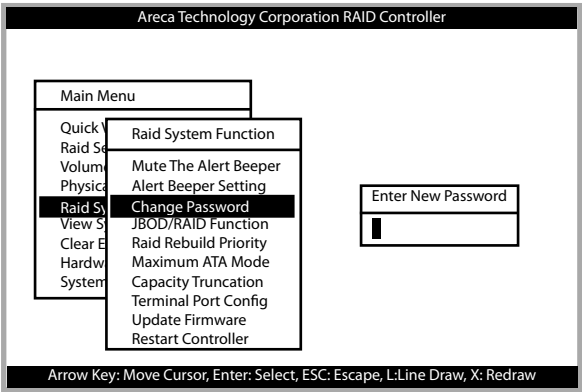 Areca Technology Corporation RAID Controller
Main Menu
Quick
Raid Se
Volum
Physica
Raid Sy
View S
Clear E
Hardw
System
Raid System Function
Mute The Alert Beeper
Alert Beeper Setting
Change Password
JBOD/RAID Function
Raid Rebuild Priority
Maximum ATA Mode
Capacity Truncation
Terminal Port Config
Update Firmware
Restart Controller
Enter New Password
Arrow Key: Move Cursor, Enter: Select, ESC: Escape, L:Line Draw, X: Redraw